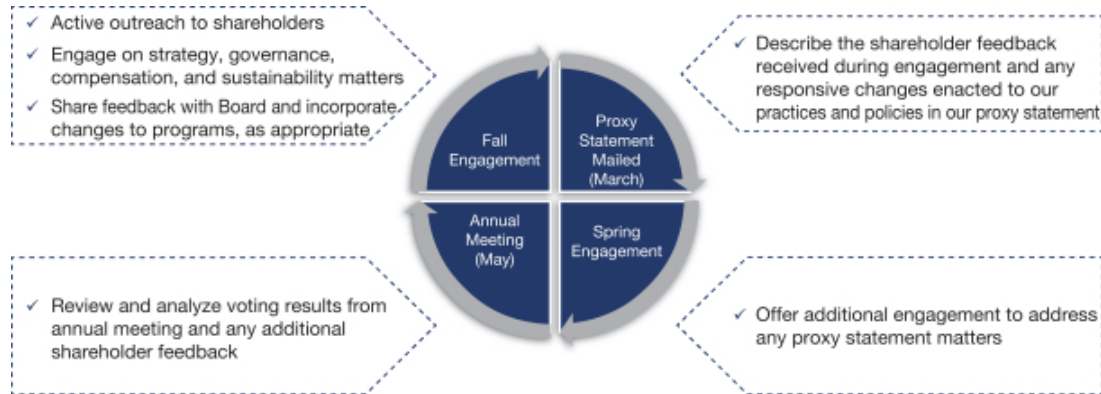 ✓ Active outreach to shareholders
✓ Engage on strategy, governance,
compensation, and sustainability matters
✓ Share feedback with Board and incorporate
changes to programs, as appropriate
✓ Describe the shareholder feedback
received during engagement and any
responsive changes enacted to our
practices and policies in our proxy statement
Fall
Engagement
Proxy
Statement
Mailed
(March)
Annual
Meeting
(May)
Spring
Engagement
✓ Review and analyze voting results from
annual meeting and any additional
shareholder feedback
✓ Offer additional engagement to address
any proxy statement matters